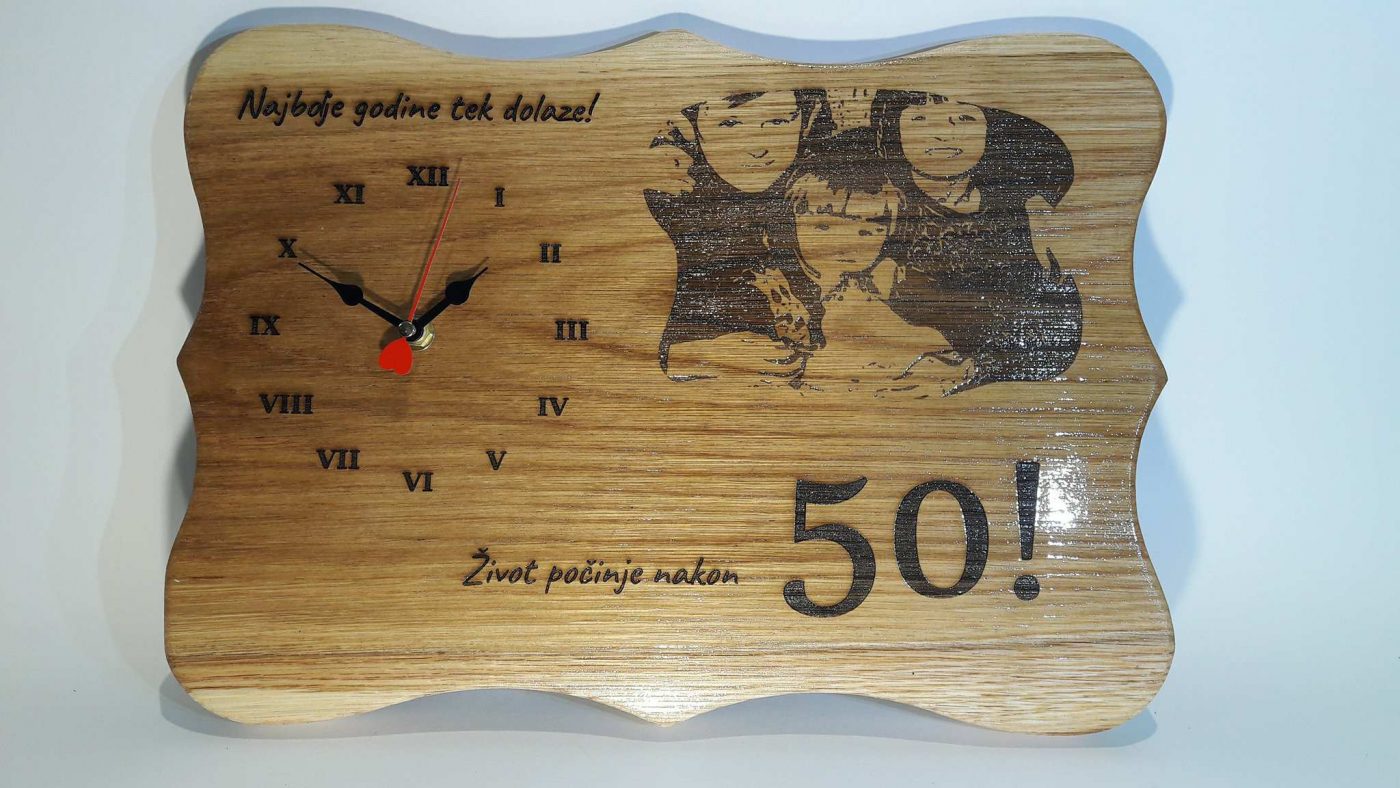 Najbolje godine tek dolaze!
XII
I
II
III
IV
V
VI
VII
VIII
IX
X
XI
Život počinje nakon 50!